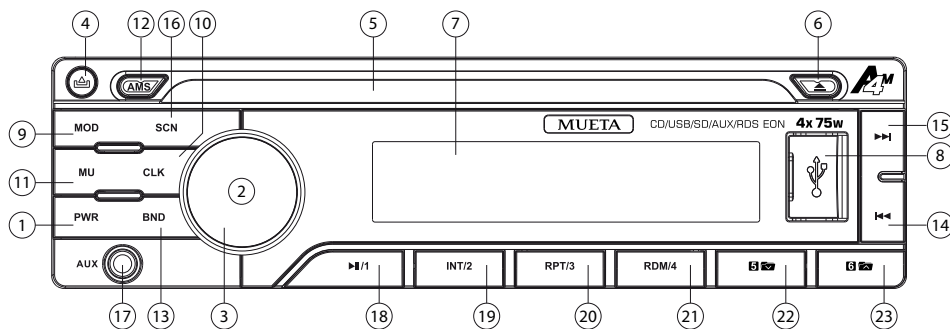 4 12 16 10 5 7 6
AMS
A4M
MOD SCN
MUETA CD/USB/SD/AUX/RDS EON 4x 75W
9 15
MU CLK
11 2 8
PWR BND
1 14
AUX
▶II/1 INT/2 RPT/3 RDM/4 5 6
17 13 3 18 19 20 21 22 23